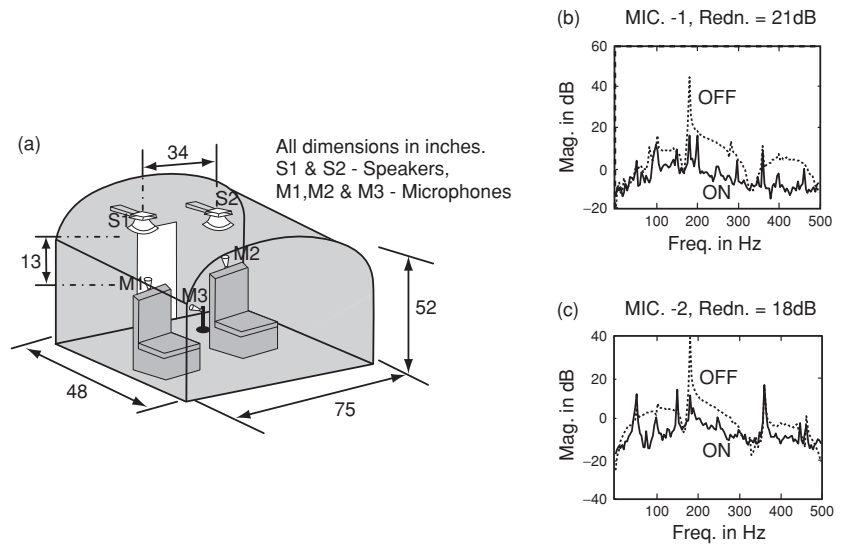 (a)
34
All dimensions in inches.
S1 & S2 - Speakers,
M1,M2 & M3 - Microphones
S1
S2
13
M1
M2
M3
52
48
75
(b)
MIC. -1, Redn. = 21dB
Mag. in dB
60
40
20
0
−20
OFF
ON
100 200 300 400 500
Freq. in Hz
(c)
MIC. -2, Redn. = 18dB
Mag. in dB
40
20
0
−20
−40
OFF
ON
100 200 300 400 500
Freq. in Hz